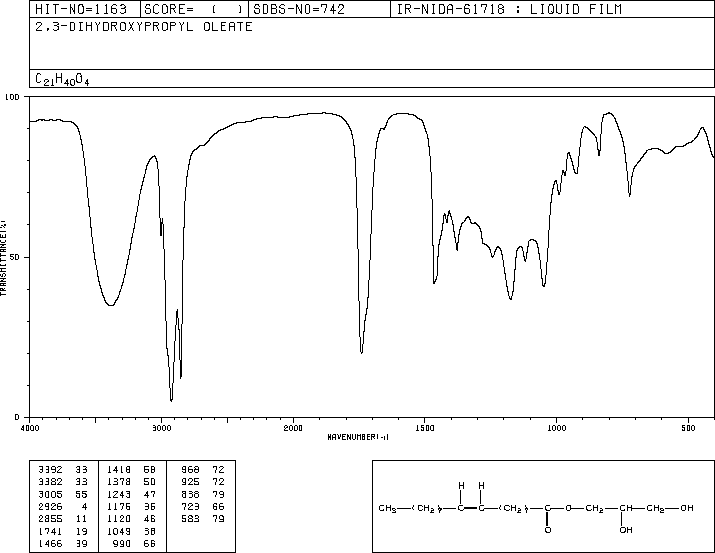 HIT-NO=1163 SCORE= ( ) SDBS-NO=742 IR-NIDA-61718 : LIQUID FILM
2,3-DIHYDROXYPROPYL OLEATE
C21H40O4
100
50
0
TRANSMITTANCE(%)
4000 3000 2000 1500 1000 500
WAVENUMBER(-1)
3392 33 1418 58 968 72
3382 33 1378 50 925 72
3005 55 1243 47 838 79
2926 4 1176 36 723 66
2855 11 1120 46 583 79
1741 19 1049 38
1466 39 990 66
H H
CH3—(CH2)7—C=C—(CH2)7—C—O—CH2—CH—CH2—OH
O OH